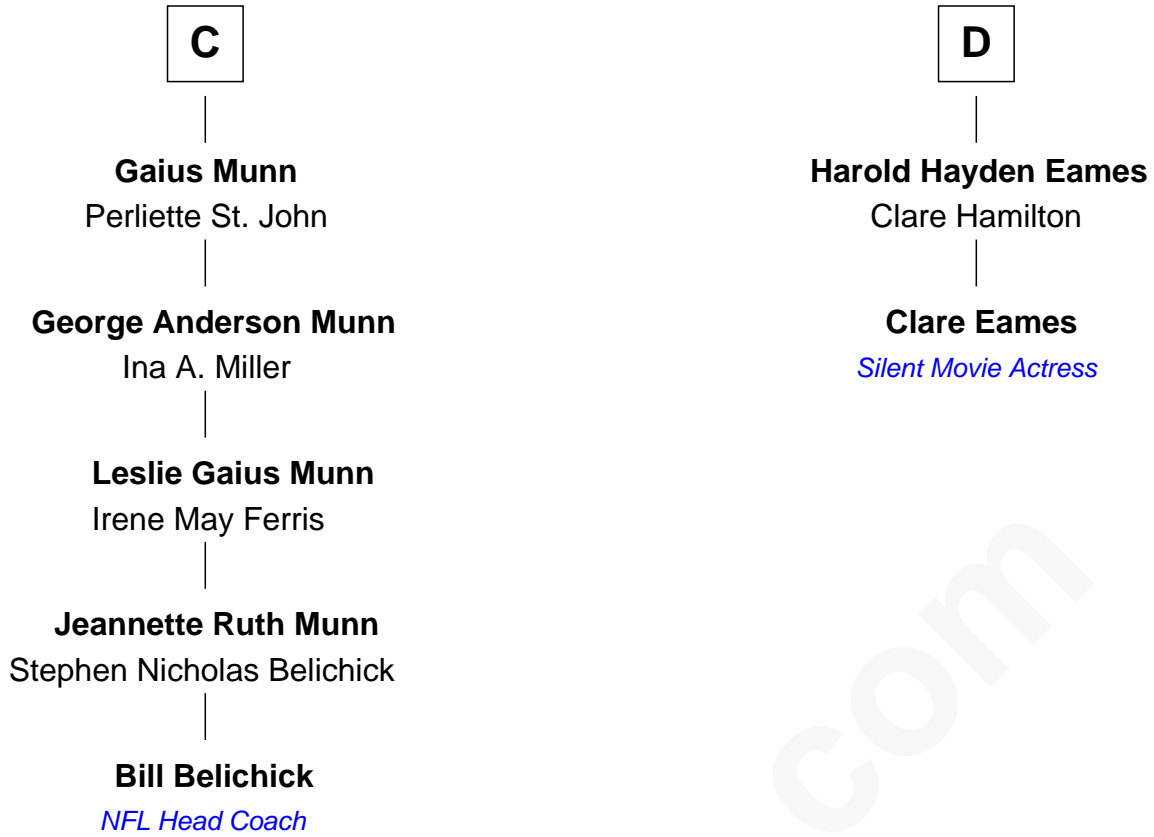 C
Gaius Munn
Perliette St. John
George Anderson Munn
Ina A. Miller
Leslie Gaius Munn
Irene May Ferris
Jeannette Ruth Munn
Stephen Nicholas Belichick
Bill Belichick
NFL Head Coach
D
Harold Hayden Eames
Clare Hamilton
Clare Eames
Silent Movie Actress
com